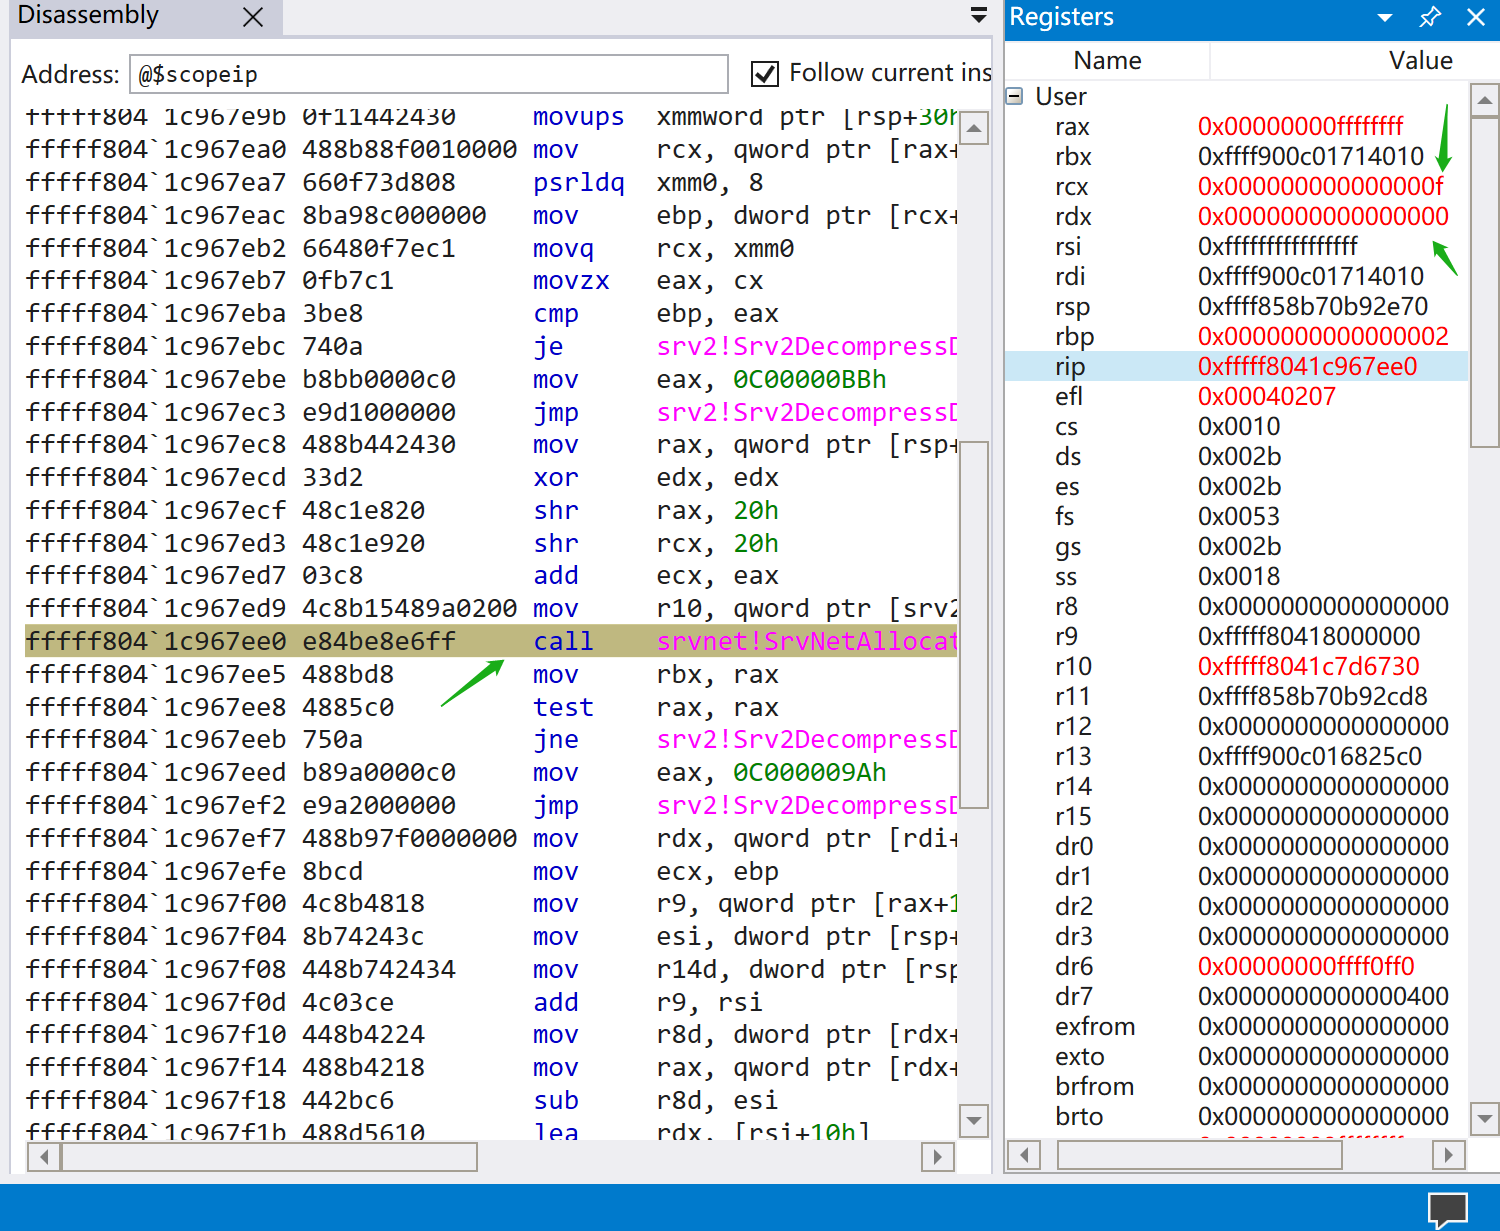 Disassembly
Address: @$scopeip Follow current ins
fffff804`1c967e9b 0f11442430 movups xmmword ptr [rsp+30h
fffff804`1c967ea0 488b88f0010000 mov rcx, qword ptr [rax+
fffff804`1c967ea7 660f73d808 psrldq xmm0, 8
fffff804`1c967eac 8ba98c000000 mov ebp, dword ptr [rcx+
fffff804`1c967eb2 66480f7ec1 movq rcx, xmm0
fffff804`1c967eb7 0fb7c1 movzx eax, cx
fffff804`1c967eba 3be8 cmp ebp, eax
fffff804`1c967ebc 740a je srv2!Srv2DecompressD
fffff804`1c967ebe b8bb0000c0 mov eax, 0C00000BBh
fffff804`1c967ec3 e9d1000000 jmp srv2!Srv2DecompressD
fffff804`1c967ec8 488b442430 mov rax, qword ptr [rsp+
fffff804`1c967ecd 33d2 xor edx, edx
fffff804`1c967ecf 48c1e820 shr rax, 20h
fffff804`1c967ed3 48c1e920 shr rcx, 20h
fffff804`1c967ed7 03c8 add ecx, eax
fffff804`1c967ed9 4c8b15489a0200 mov r10, qword ptr [srv2
fffff804`1c967ee0 e84be8e6ff call srvnet!SrvNetAllocat
fffff804`1c967ee5 488bd8 mov rbx, rax
fffff804`1c967ee8 4885c0 test rax, rax
fffff804`1c967eeb 750a jne srv2!Srv2DecompressD
fffff804`1c967eed b89a0000c0 mov eax, 0C000009Ah
fffff804`1c967ef2 e9a2000000 jmp srv2!Srv2DecompressD
fffff804`1c967ef7 488b97f0000000 mov rdx, qword ptr [rdi+
fffff804`1c967efe 8bcd mov ecx, ebp
fffff804`1c967f00 4c8b4818 mov r9, qword ptr [rax+1
fffff804`1c967f04 8b74243c mov esi, dword ptr [rsp+
fffff804`1c967f08 448b742434 mov r14d, dword ptr [rsp
fffff804`1c967f0d 4c03ce add r9, rsi
fffff804`1c967f10 448b4224 mov r8d, dword ptr [rdx+
fffff804`1c967f14 488b4218 mov rax, qword ptr [rdx+
fffff804`1c967f18 442bc6 sub r8d, esi
fffff804`1c967f1b 488d5610 lea rdx, [rsi+10h]
Registers
Name Value
User
rax 0x00000000ffffffff
rbx 0xffff900c01714010
rcx 0x000000000000000f
rdx 0x0000000000000000
rsi 0xffffffffffffffff
rdi 0xffff900c01714010
rsp 0xffff858b70b92e70
rbp 0x0000000000000002
rip 0xfffff8041c967ee0
efl 0x00040207
cs 0x0010
ds 0x002b
es 0x002b
fs 0x0053
gs 0x002b
ss 0x0018
r8 0x0000000000000000
r9 0xfffff80418000000
r10 0xfffff8041c7d6730
r11 0xffff858b70b92cd8
r12 0x0000000000000000
r13 0xffff900c016825c0
r14 0x0000000000000000
r15 0x0000000000000000
dr0 0x0000000000000000
dr1 0x0000000000000000
dr2 0x0000000000000000
dr3 0x0000000000000000
dr6 0x00000000ffff0ff0
dr7 0x0000000000000400
exfrom 0x0000000000000000
exto 0x0000000000000000
brfrom 0x0000000000000000
brto 0x0000000000000000